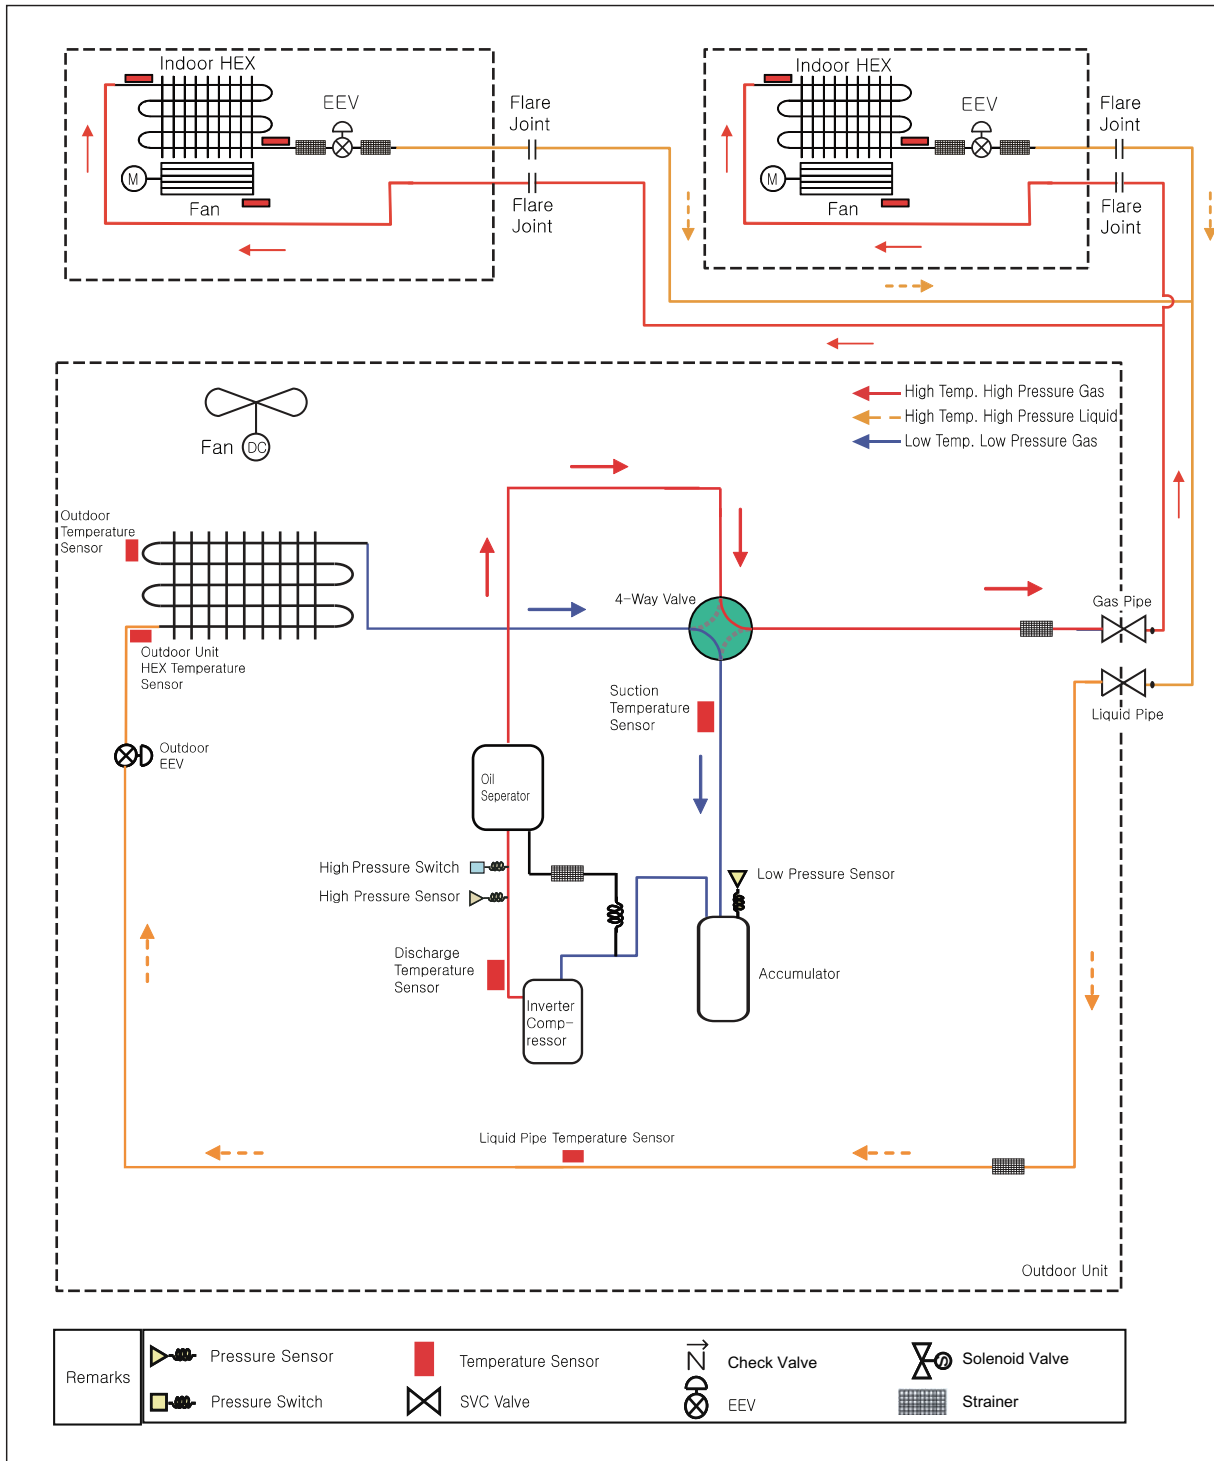 Indoor HEX
EEV
Flare
Joint
M
Fan
Flare
Joint
Indoor HEX
EEV
Flare
Joint
M
Fan
Flare
Joint
High Temp. High Pressure Gas
High Temp. High Pressure Liquid
Low Temp. Low Pressure Gas
Fan
DC
Outdoor
Temperature
Sensor
4-Way Valve
Gas Pipe
Outdoor Unit
HEX Temperature
Sensor
Suction
Temperature
Sensor
Liquid Pipe
Outdoor
EEV
Oil
Seperator
High Pressure Switch
High Pressure Sensor
Low Pressure Sensor
Discharge
Temperature
Sensor
Accumulator
Inverter
Comp-
ressor
Liquid Pipe Temperature Sensor
Outdoor Unit
Remarks
Pressure Sensor
Temperature Sensor
Check Valve
S
Solenoid Valve
Pressure Switch
SVC Valve
EEV
Strainer